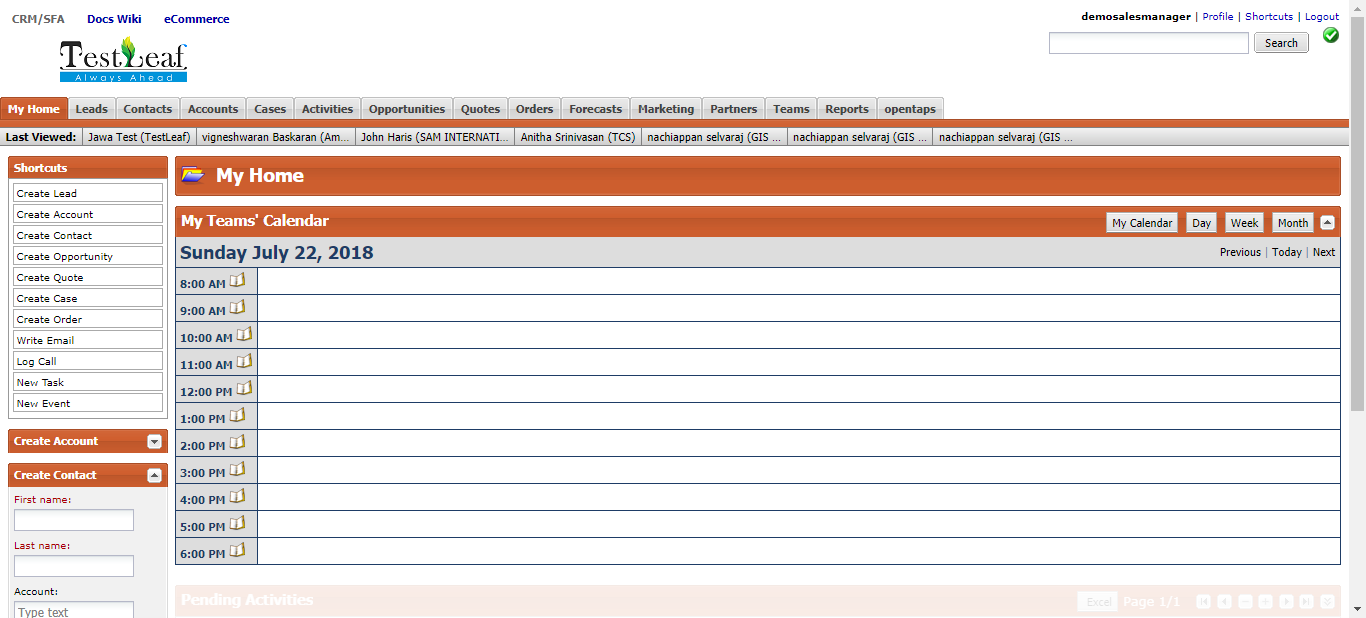 CRM/SFA Docs Wiki eCommerce
demosalesmanager | Profile | Shortcuts | Logout
TestLeaf
Always Ahead
Search
My Home Leads Contacts Accounts Cases Activities Opportunities Quotes Orders Forecasts Marketing Partners Teams Reports opentaps
Last Viewed: Jawa Test (TestLeaf) vigneshwaran Baskaran (Am... John Haris (SAM INTERNATI... Anitha Srinivasan (TCS) nachiappan selvaraj (GIS ... nachiappan selvaraj (GIS ... nachiappan selvaraj (GIS ...
Shortcuts
Create Lead
Create Account
Create Contact
Create Opportunity
Create Quote
Create Case
Create Order
Write Email
Log Call
New Task
New Event
Create Account
Create Contact
First name:
Last name:
Account:
Type text
My Home
My Teams' Calendar
My Calendar Day Week Month
Sunday July 22, 2018
Previous | Today | Next
8:00 AM
9:00 AM
10:00 AM
11:00 AM
12:00 PM
1:00 PM
2:00 PM
3:00 PM
4:00 PM
5:00 PM
6:00 PM
Pending Activities
Excel Page 1/1